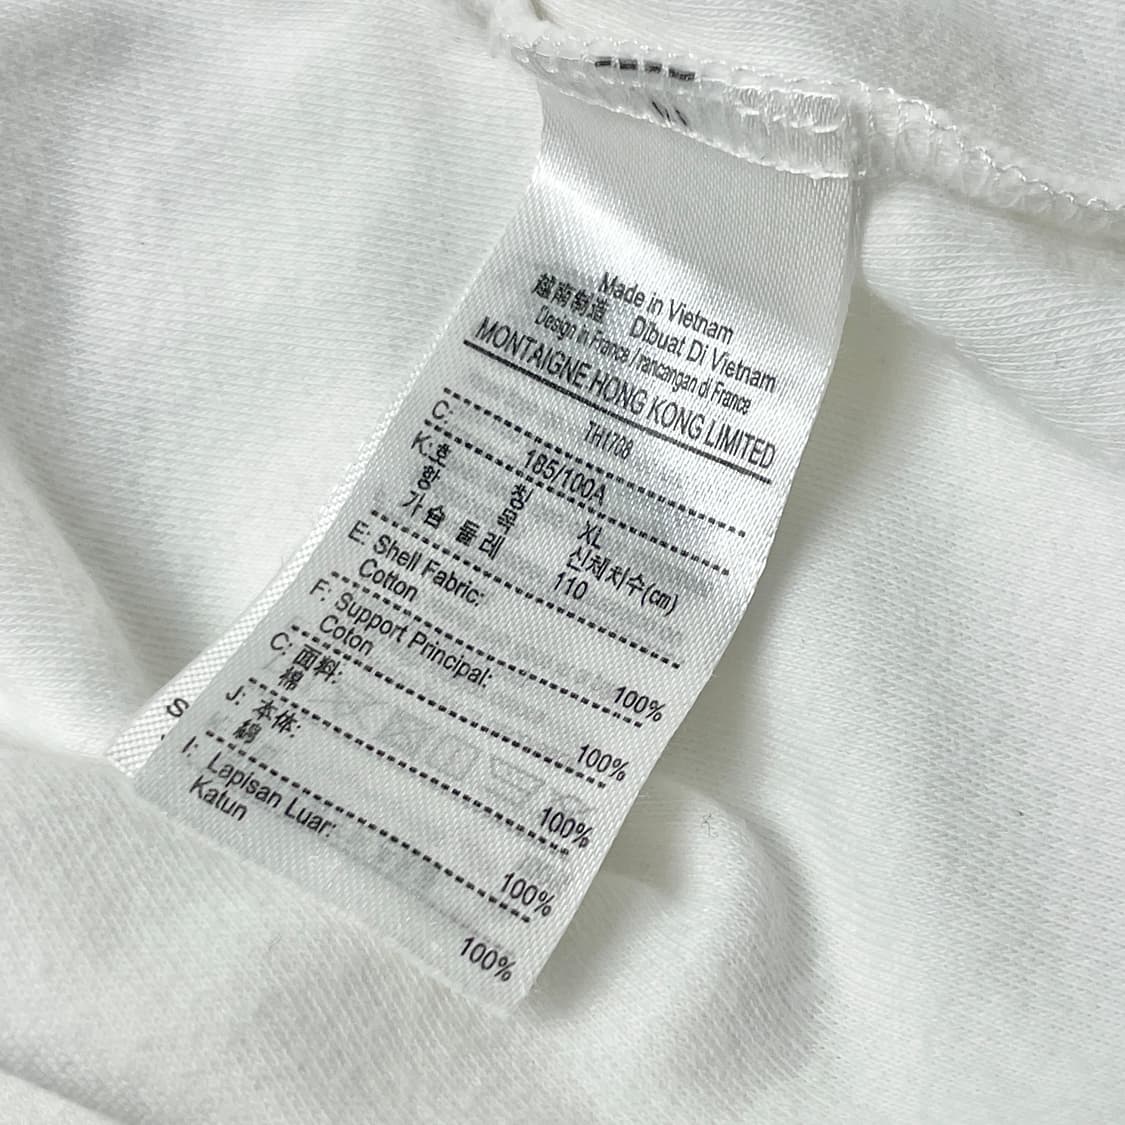 Made in Vietnam
越南制造 Dibuat Di Vietnam
Design in France / rancangan di France
MONTAIGNE HONG KONG LIMITED
TH1708
C: 185/100A
K:호 칭 XL
항 목 신체치수(cm)
가슴 둘레 110
E: Shell Fabric:
Cotton 100%
F: Support Principal:
Coton 100%
C: 面料:
棉 100%
J: 本体:
綿 100%
I: Lapisan Luar:
Katun 100%
S